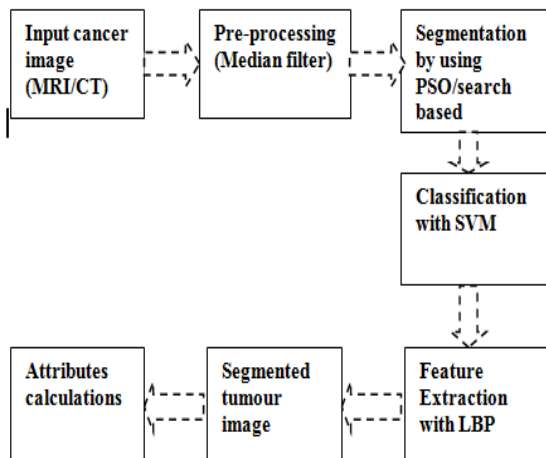 Input cancer
image
(MRI/CT)
Pre-processing
(Median filter)
Segmentation
by using
PSO/search
based
Classification
with SVM
Feature
Extraction
with LBP
Segmented
tumour
image
Attributes
calculations